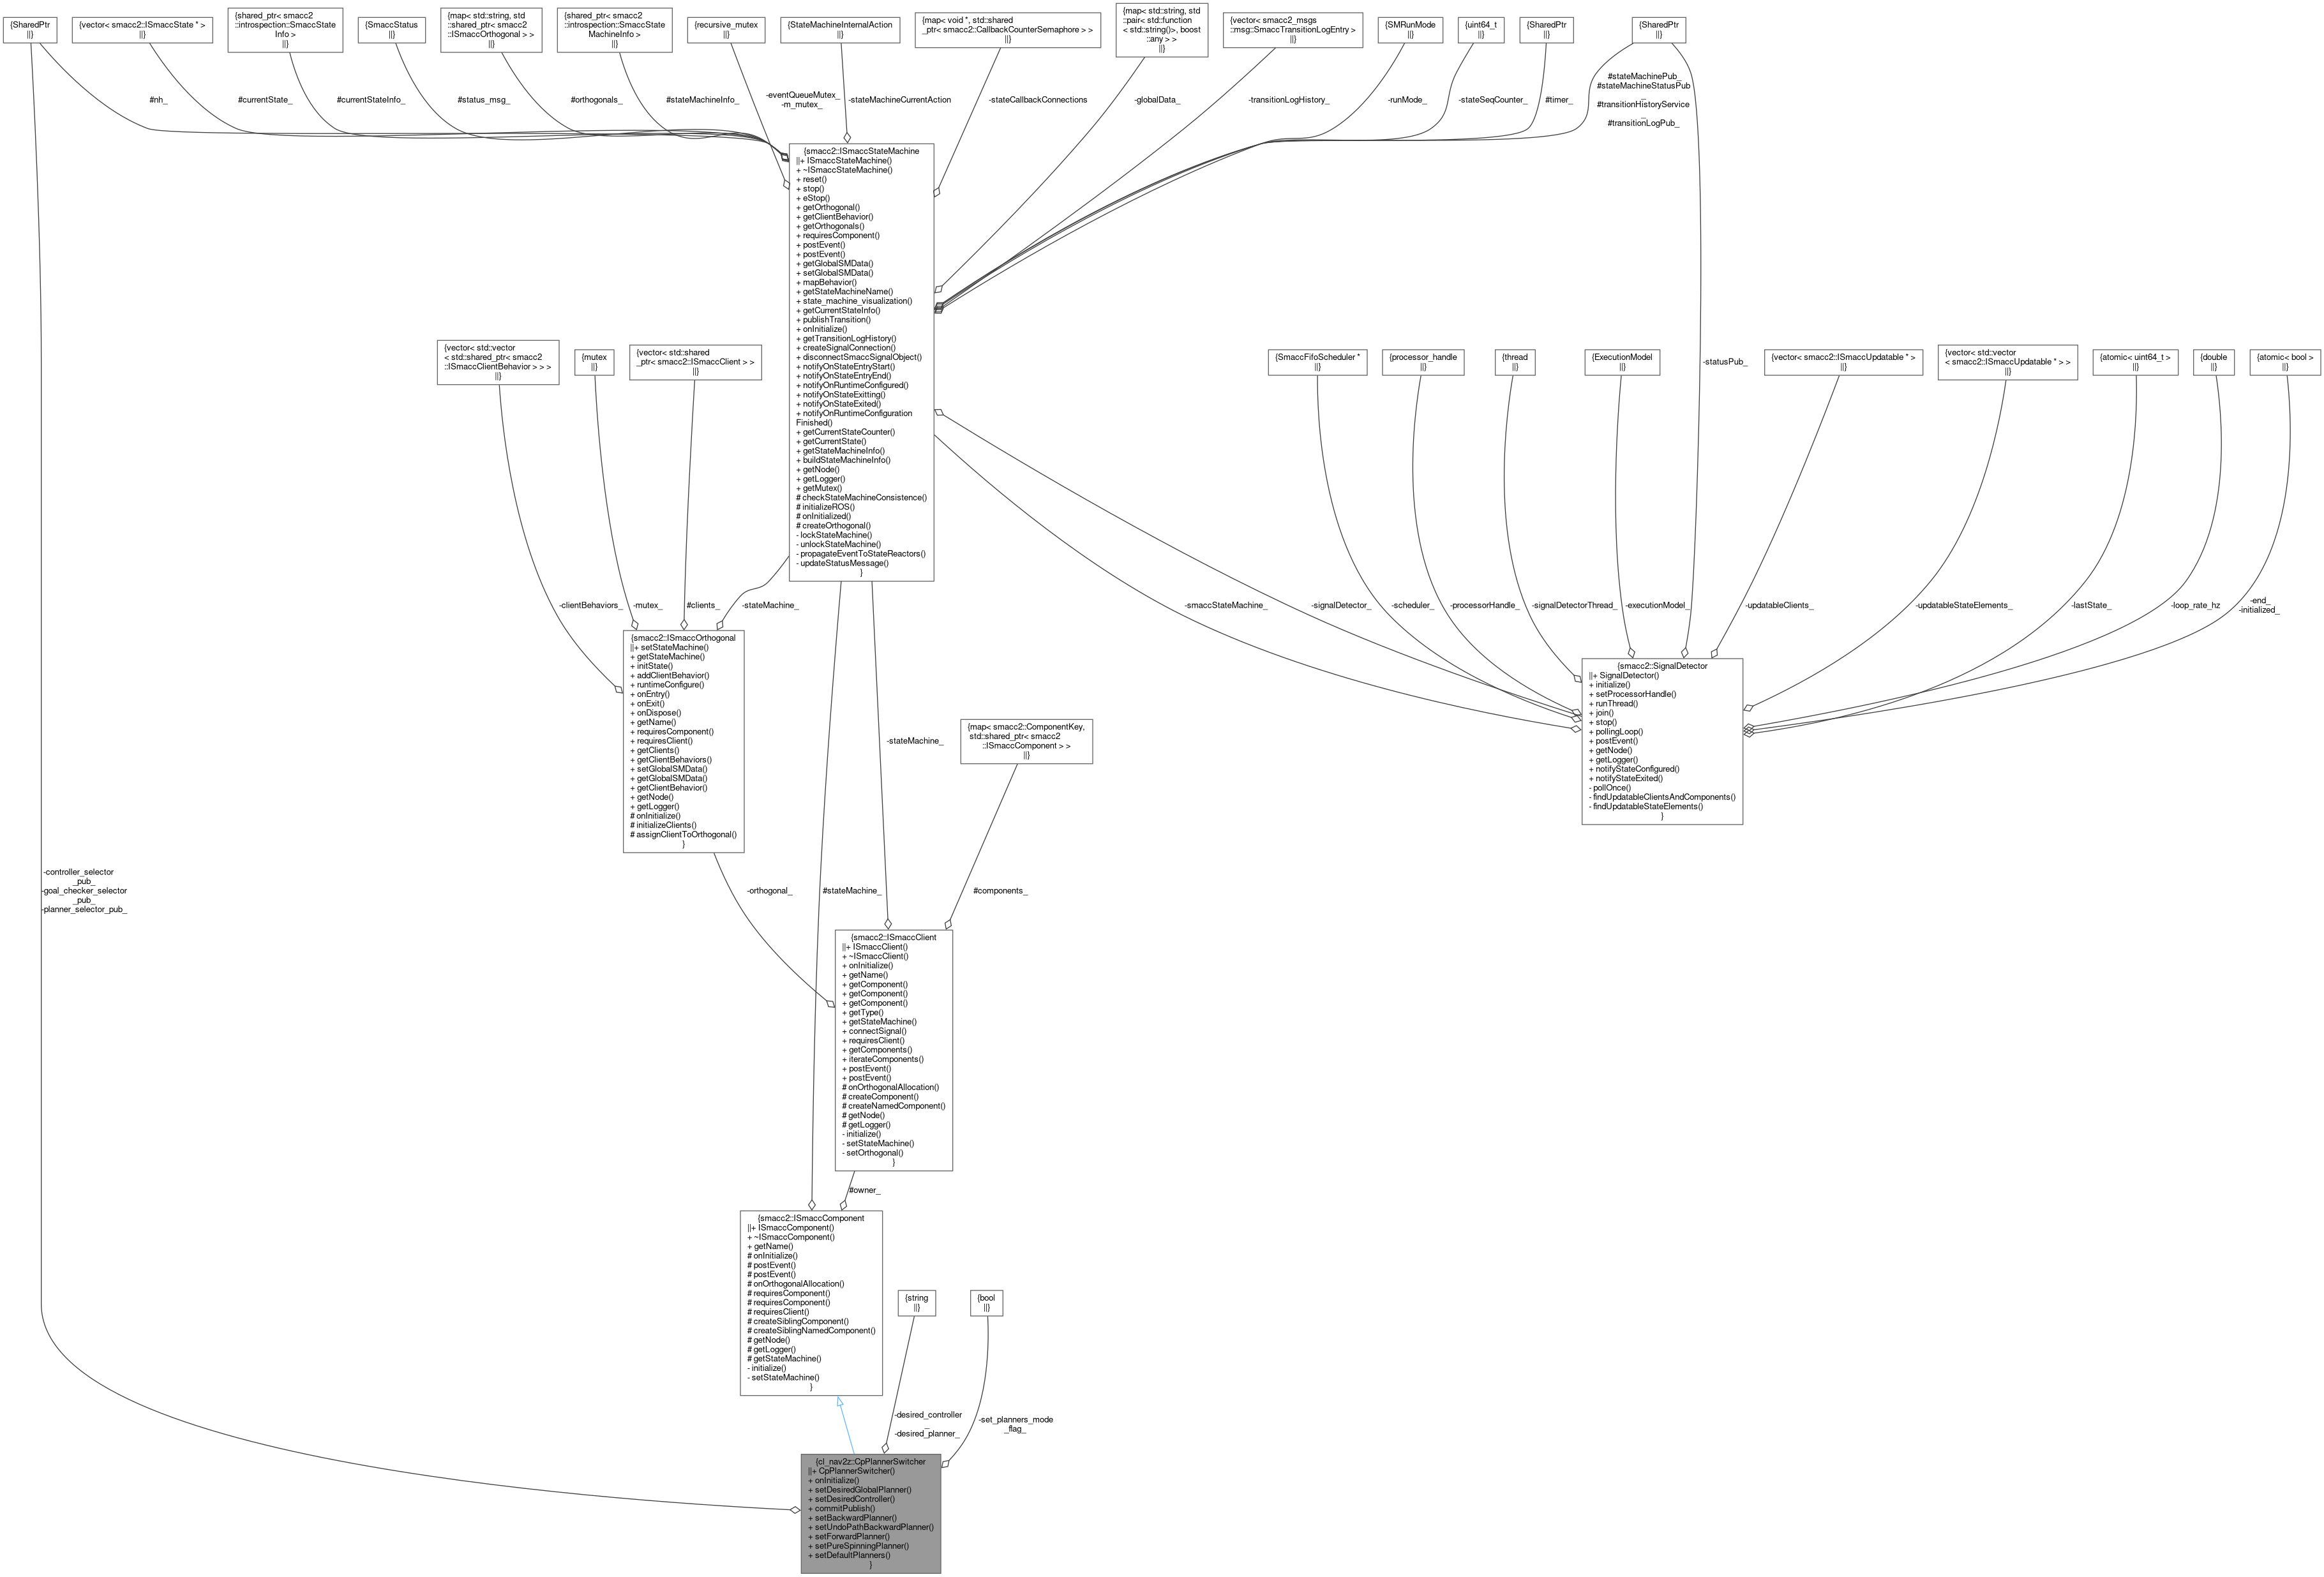 {SharedPtr
||}
{vector< smacc2::ISmaccState * >
||}
{shared_ptr< smacc2
::introspection::SmaccState
Info >
||}
{SmaccStatus
||}
{map< std::string, std
::shared_ptr< smacc2
::ISmaccOrthogonal > >
||}
{shared_ptr< smacc2
::introspection::SmaccState
MachineInfo >
||}
{recursive_mutex
||}
{StateMachineInternalAction
||}
{map< void *, std::shared
_ptr< smacc2::CallbackCounterSemaphore > >
||}
{map< std::string, std
::pair< std::function
< std::string()>, boost
::any > >
||}
{vector< smacc2_msgs
::msg::SmaccTransitionLogEntry >
||}
{SMRunMode
||}
{uint64_t
||}
{SharedPtr
||}
{SharedPtr
||}
#nh_
#currentState_
#currentStateInfo_
#status_msg_
#orthogonals_
#stateMachineInfo_
-eventQueueMutex_
-m_mutex_
-stateMachineCurrentAction
-stateCallbackConnections
-globalData_
-transitionLogHistory_
-runMode_
-stateSeqCounter_
#timer_
#stateMachinePub_
#stateMachineStatusPub
_
#transitionHistoryService
_
#transitionLogPub_
{smacc2::ISmaccStateMachine
||+ ISmaccStateMachine()
+ ~ISmaccStateMachine()
+ reset()
+ stop()
+ eStop()
+ getOrthogonal()
+ getClientBehavior()
+ getOrthogonals()
+ requiresComponent()
+ postEvent()
+ postEvent()
+ getGlobalSMData()
+ setGlobalSMData()
+ mapBehavior()
+ getStateMachineName()
+ state_machine_visualization()
+ getCurrentStateInfo()
+ publishTransition()
+ onInitialize()
+ getTransitionLogHistory()
+ createSignalConnection()
+ disconnectSmaccSignalObject()
+ notifyOnStateEntryStart()
+ notifyOnStateEntryEnd()
+ notifyOnRuntimeConfigured()
+ notifyOnStateExitting()
+ notifyOnStateExited()
+ notifyOnRuntimeConfiguration
Finished()
+ getCurrentStateCounter()
+ getCurrentState()
+ getStateMachineInfo()
+ buildStateMachineInfo()
+ getNode()
+ getLogger()
+ getMutex()
# checkStateMachineConsistence()
# initializeROS()
# onInitialized()
# createOrthogonal()
- lockStateMachine()
- unlockStateMachine()
- propagateEventToStateReactors()
- updateStatusMessage()
}
{vector< std::vector
< std::shared_ptr< smacc2
::ISmaccClientBehavior > > >
||}
{mutex
||}
{vector< std::shared
_ptr< smacc2::ISmaccClient > >
||}
{SmaccFifoScheduler *
||}
{processor_handle
||}
{thread
||}
{ExecutionModel
||}
-statusPub_
{vector< smacc2::ISmaccUpdatable * >
||}
{vector< std::vector
< smacc2::ISmaccUpdatable * > >
||}
{atomic< uint64_t >
||}
{double
||}
{atomic< bool >
||}
-clientBehaviors_
-mutex_
#clients_
-stateMachine_
-smaccStateMachine_
-signalDetector_
-scheduler_
-processorHandle_
-signalDetectorThread_
-executionModel_
-updatableClients_
-updatableStateElements_
-lastState_
-loop_rate_hz
-end_
-initialized_
{smacc2::ISmaccOrthogonal
||+ setStateMachine()
+ getStateMachine()
+ initState()
+ addClientBehavior()
+ runtimeConfigure()
+ onEntry()
+ onExit()
+ onDispose()
+ getName()
+ requiresComponent()
+ requiresClient()
+ getClients()
+ getClientBehaviors()
+ setGlobalSMData()
+ getGlobalSMData()
+ getClientBehavior()
+ getNode()
+ getLogger()
# onInitialize()
# initializeClients()
# assignClientToOrthogonal()
}
{smacc2::SignalDetector
||+ SignalDetector()
+ initialize()
+ setProcessorHandle()
+ runThread()
+ join()
+ stop()
+ pollingLoop()
+ postEvent()
+ getNode()
+ getLogger()
+ notifyStateConfigured()
+ notifyStateExited()
- pollOnce()
- findUpdatableClientsAndComponents()
- findUpdatableStateElements()
}
-stateMachine_
{map< smacc2::ComponentKey,
std::shared_ptr< smacc2
::ISmaccComponent > >
||}
-controller_selector
_pub_
-goal_checker_selector
_pub_
-planner_selector_pub_
-orthogonal_
#stateMachine_
#components_
{smacc2::ISmaccClient
||+ ISmaccClient()
+ ~ISmaccClient()
+ onInitialize()
+ getName()
+ getComponent()
+ getComponent()
+ getComponent()
+ getType()
+ getStateMachine()
+ connectSignal()
+ requiresClient()
+ getComponents()
+ iterateComponents()
+ postEvent()
+ postEvent()
# onOrthogonalAllocation()
# createComponent()
# createNamedComponent()
# getNode()
# getLogger()
- initialize()
- setStateMachine()
- setOrthogonal()
}
#owner_
{smacc2::ISmaccComponent
||+ ISmaccComponent()
+ ~ISmaccComponent()
+ getName()
# onInitialize()
# postEvent()
# postEvent()
# onOrthogonalAllocation()
# requiresComponent()
# requiresComponent()
# requiresClient()
# createSiblingComponent()
# createSiblingNamedComponent()
# getNode()
# getLogger()
# getStateMachine()
- initialize()
- setStateMachine()
}
{string
||}
{bool
||}
-desired_controller
_
-desired_planner_
-set_planners_mode
_flag_
{cl_nav2z::CpPlannerSwitcher
||+ CpPlannerSwitcher()
+ onInitialize()
+ setDesiredGlobalPlanner()
+ setDesiredController()
+ commitPublish()
+ setBackwardPlanner()
+ setUndoPathBackwardPlanner()
+ setForwardPlanner()
+ setPureSpinningPlanner()
+ setDefaultPlanners()
}